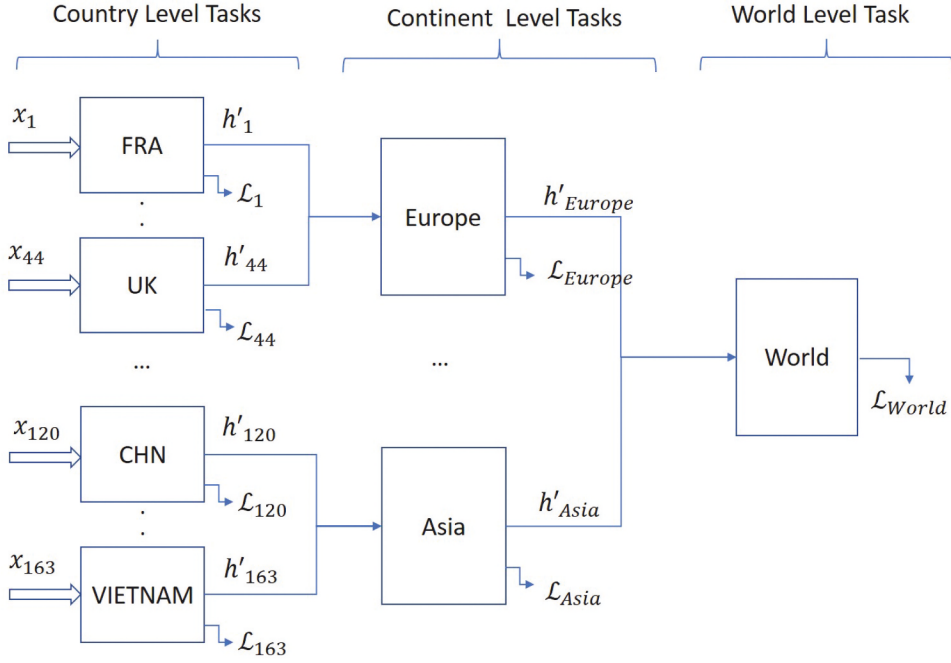 Country Level Tasks
Continent Level Tasks
World Level Task
x₁
FRA
h'₁
ℒ₁
x₄₄
UK
h'₄₄
ℒ₄₄
...
x₁₂₀
CHN
h'₁₂₀
ℒ₁₂₀
x₁₆₃
VIETNAM
h'₁₆₃
ℒ₁₆₃
Europe
h'Europe
ℒEurope
...
Asia
h'Asia
ℒAsia
World
ℒWorld